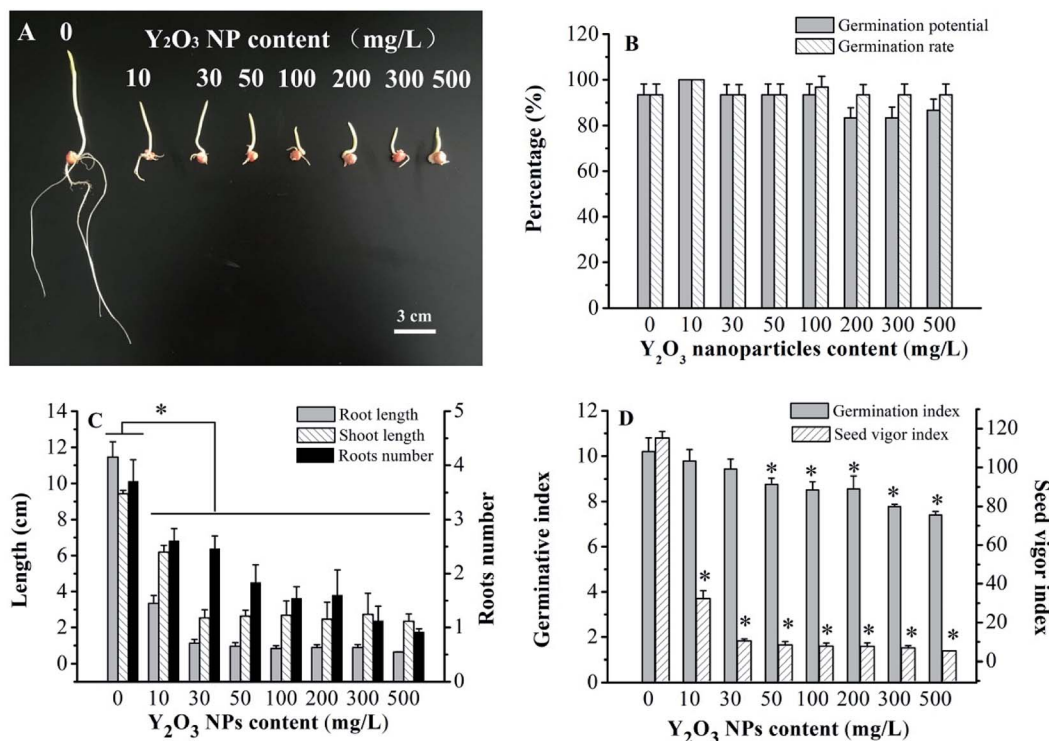 A
0
Y₂O₃ NP content （mg/L）
10 30 50 100 200 300 500
3 cm
B
Germination potential
Germination rate
Percentage (%)
120
100
80
60
40
20
0
0 10 30 50 100 200 300 500
Y₂O₃ nanoparticles content (mg/L)
C
*
Root length
Shoot length
Roots number
Length (cm)
14
12
10
8
6
4
2
0
Roots number
5
4
3
2
1
0
0 10 30 50 100 200 300 500
Y₂O₃ NPs content (mg/L)
D
Germination index
Seed vigor index
Germinative index
12
10
8
6
4
2
0
* * * * *
* * * * * * *
Seed vigor index
120
100
80
60
40
20
0
0 10 30 50 100 200 300 500
Y₂O₃ NPs content (mg/L)